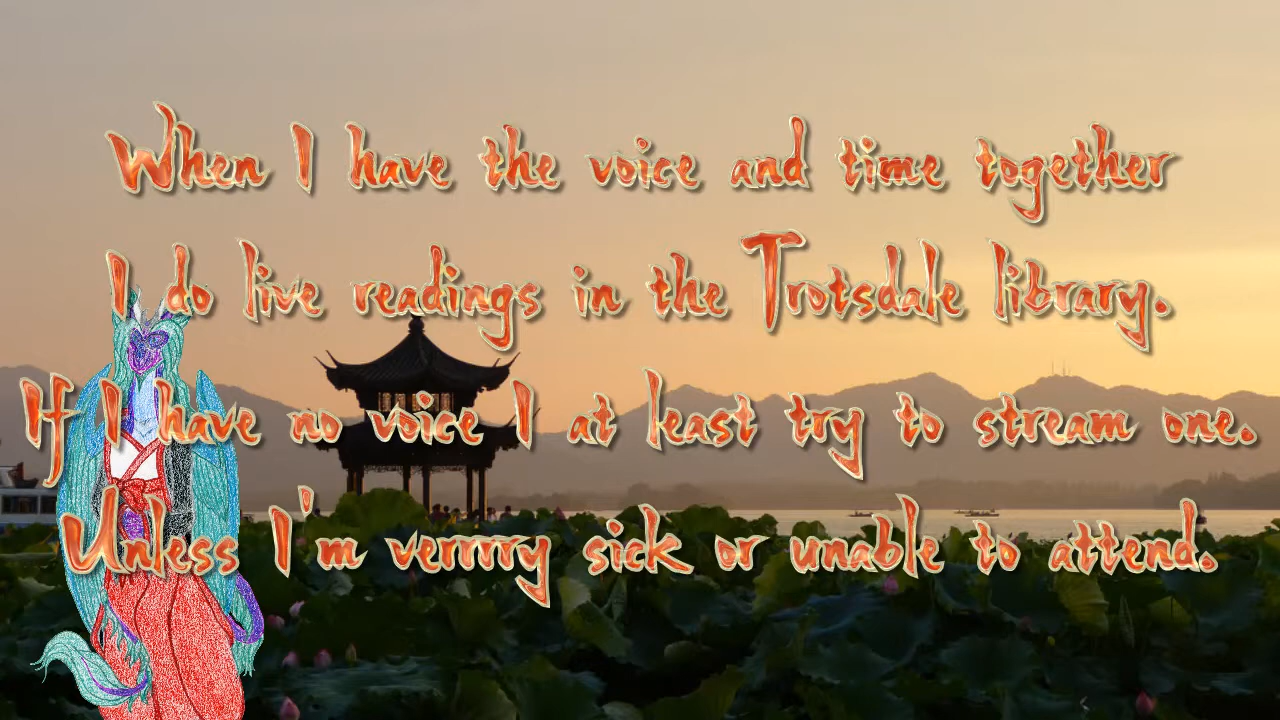 When I have the voice and time together
I do live readings in the Trotsdale library.
If I have no voice I at least try to stream one.
Unless I'm verrrry sick or unable to attend.